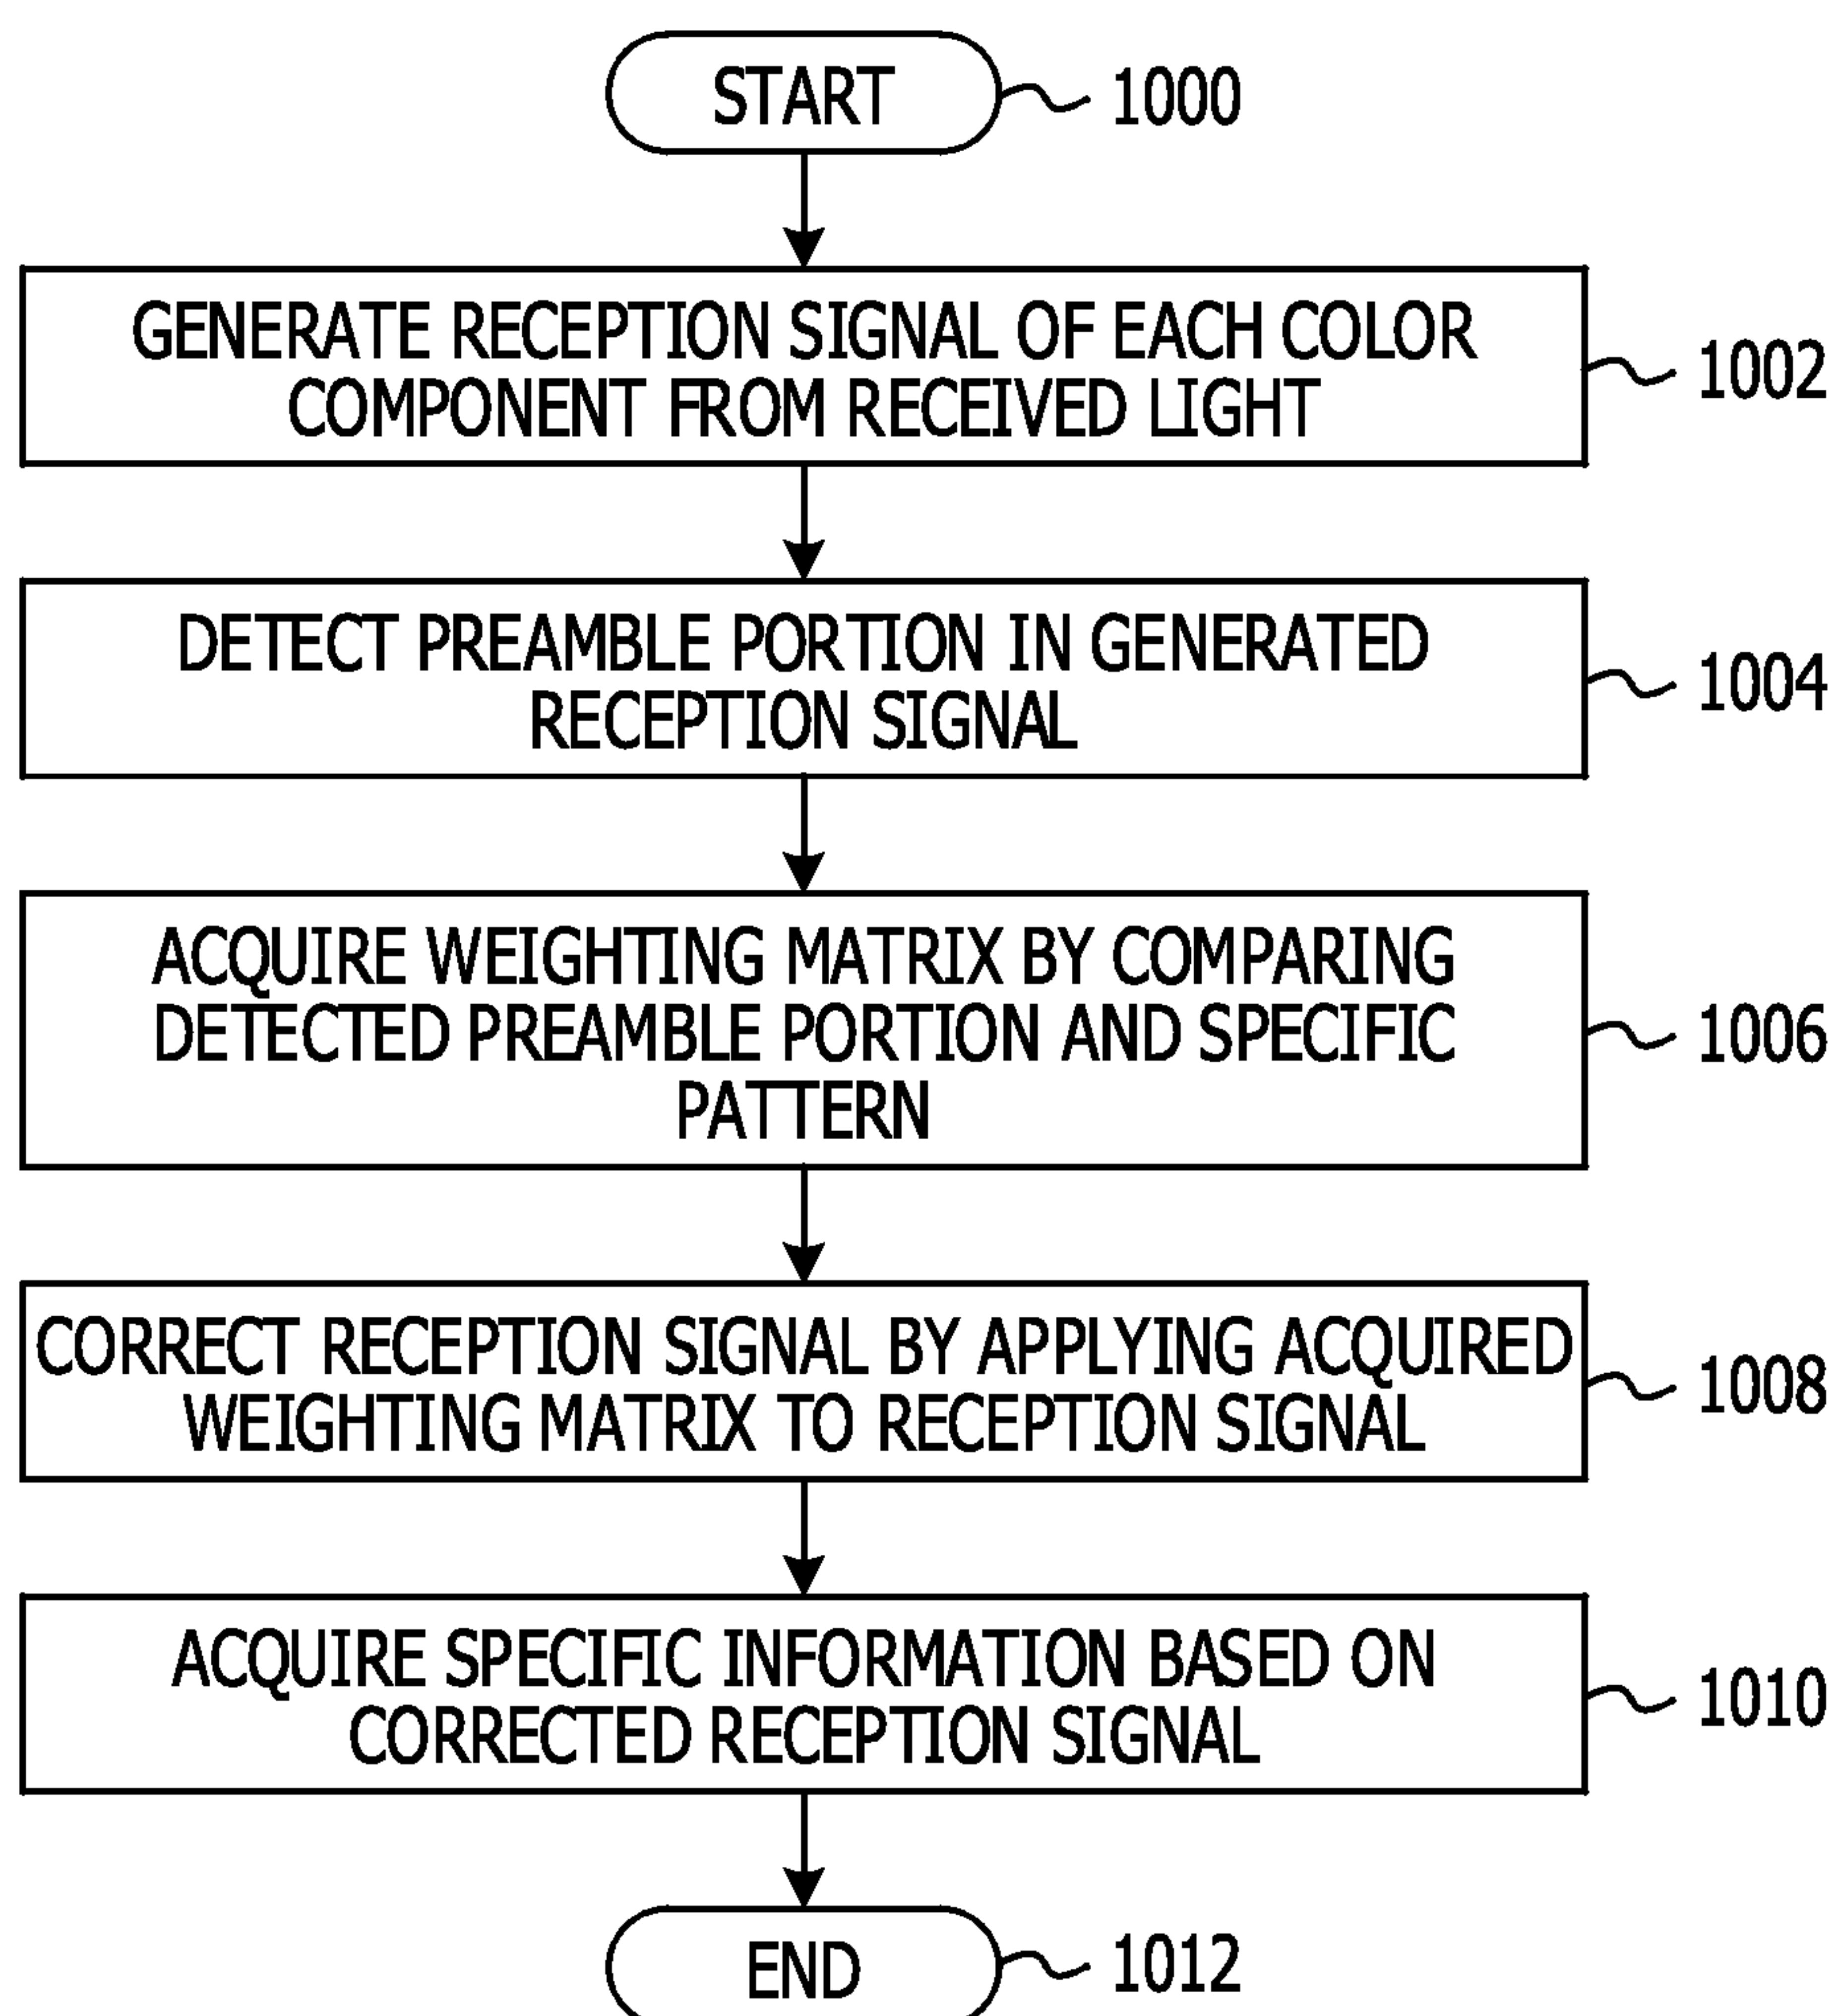 START
1000
GENERATE RECEPTION SIGNAL OF EACH COLOR
COMPONENT FROM RECEIVED LIGHT
1002
DETECT PREAMBLE PORTION IN GENERATED
RECEPTION SIGNAL
1004
ACQUIRE WEIGHTING MATRIX BY COMPARING
DETECTED PREAMBLE PORTION AND SPECIFIC
PATTERN
1006
CORRECT RECEPTION SIGNAL BY APPLYING ACQUIRED
WEIGHTING MATRIX TO RECEPTION SIGNAL
1008
ACQUIRE SPECIFIC INFORMATION BASED ON
CORRECTED RECEPTION SIGNAL
1010
END
1012